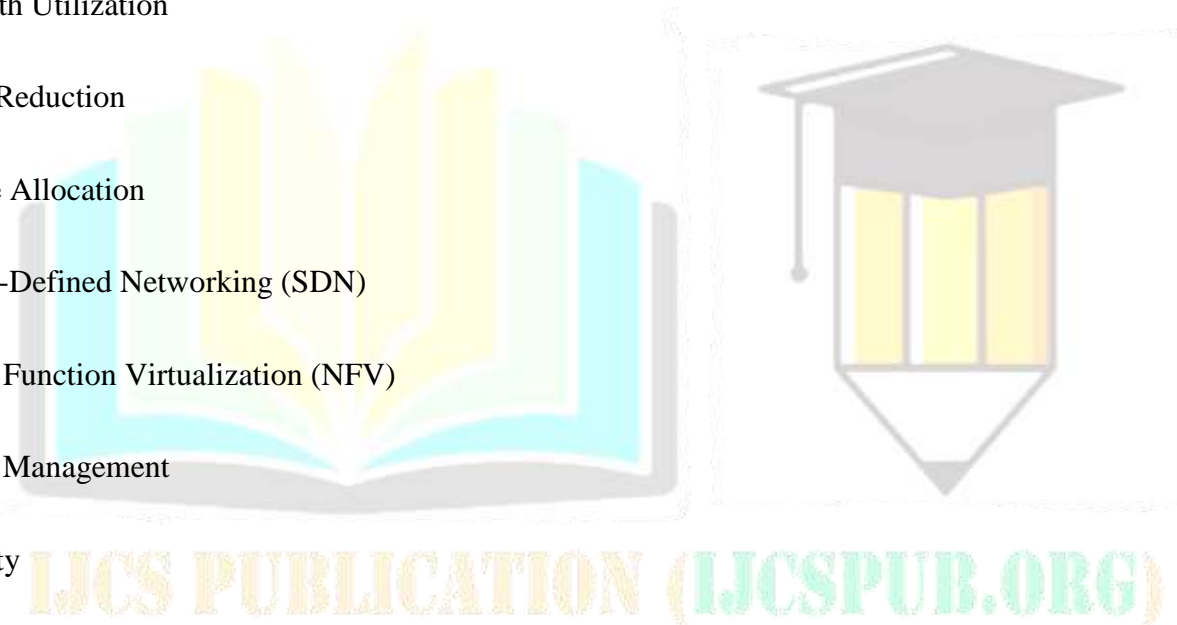 th Utilization
Reduction
Allocation
-Defined Networking (SDN)
Function Virtualization (NFV)
Management
ty
IJCS PUBLICATION (IJCSPUB.ORG)